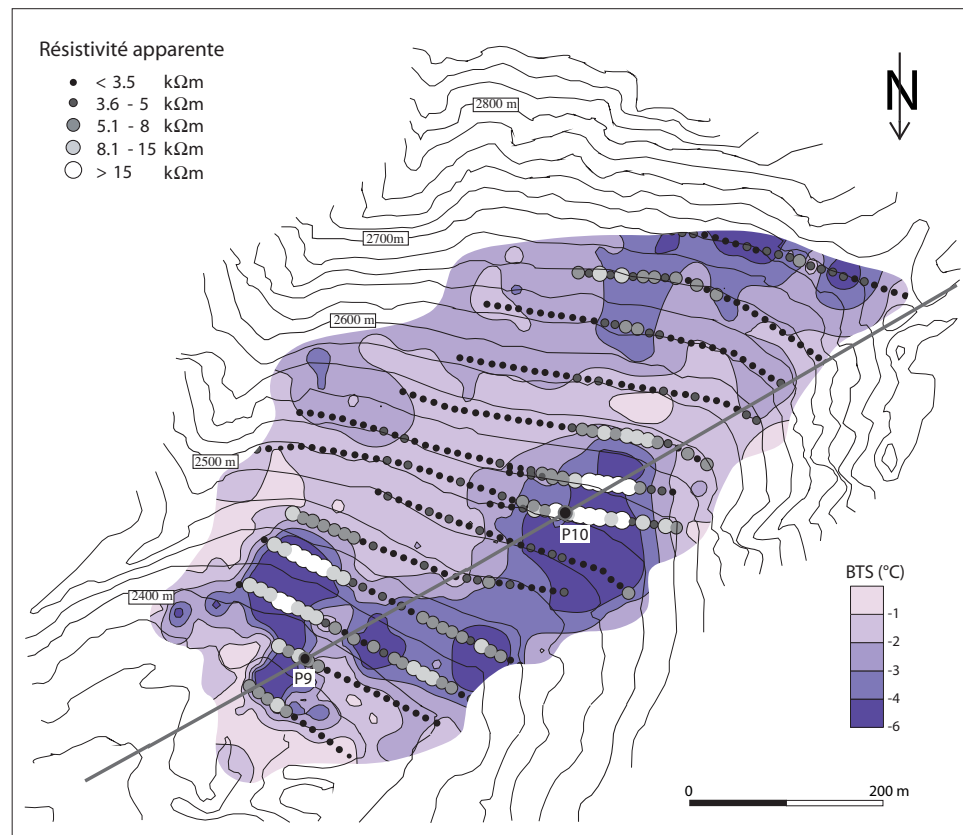 Résistivité apparente
< 3.5 kΩm
3.6 - 5 kΩm
5.1 - 8 kΩm
8.1 - 15 kΩm
> 15 kΩm
N
2800 m
2700m
2600 m
2500 m
2400 m
P10
P9
BTS (°C)
-1
-2
-3
-4
-6
0 200 m